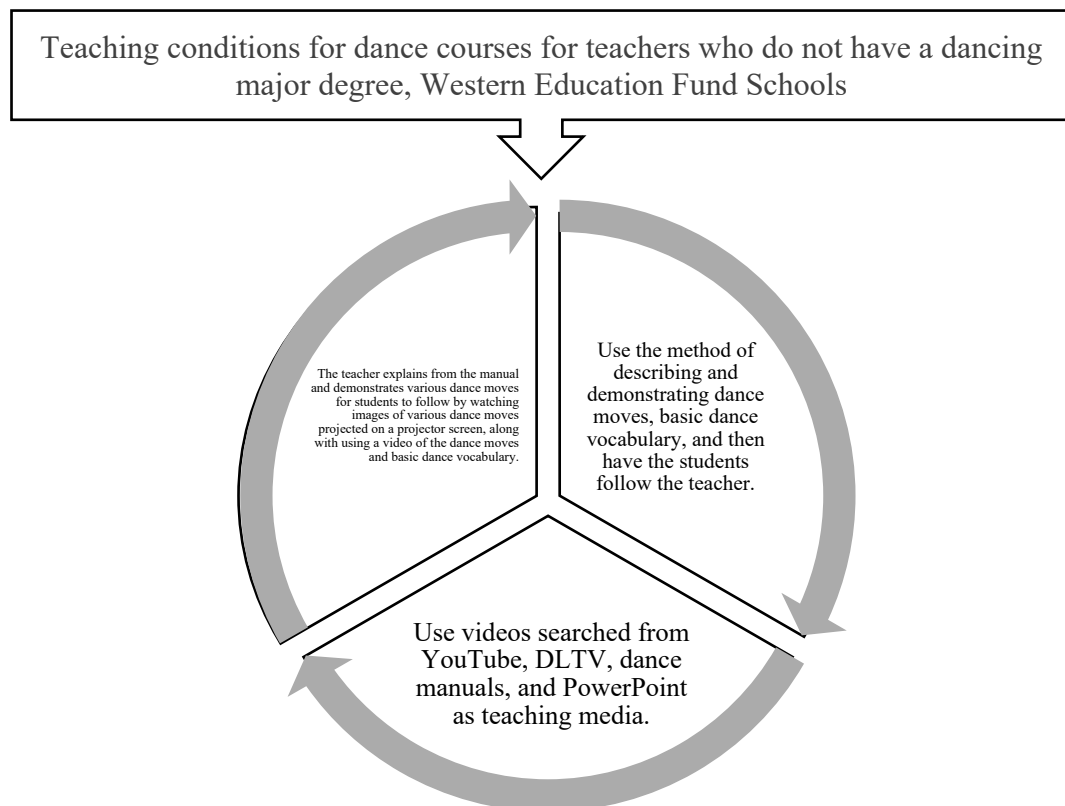 Teaching conditions for dance courses for teachers who do not have a dancing
major degree, Western Education Fund Schools
The teacher explains from the manual
and demonstrates various dance moves
for students to follow by watching
images of various dance moves
projected on a projector screen, along
with using a video of the dance moves
and basic dance vocabulary.
Use the method of
describing and
demonstrating dance
moves, basic dance
vocabulary, and then
have the students
follow the teacher.
Use videos searched from
YouTube, DLTV, dance
manuals, and PowerPoint
as teaching media.